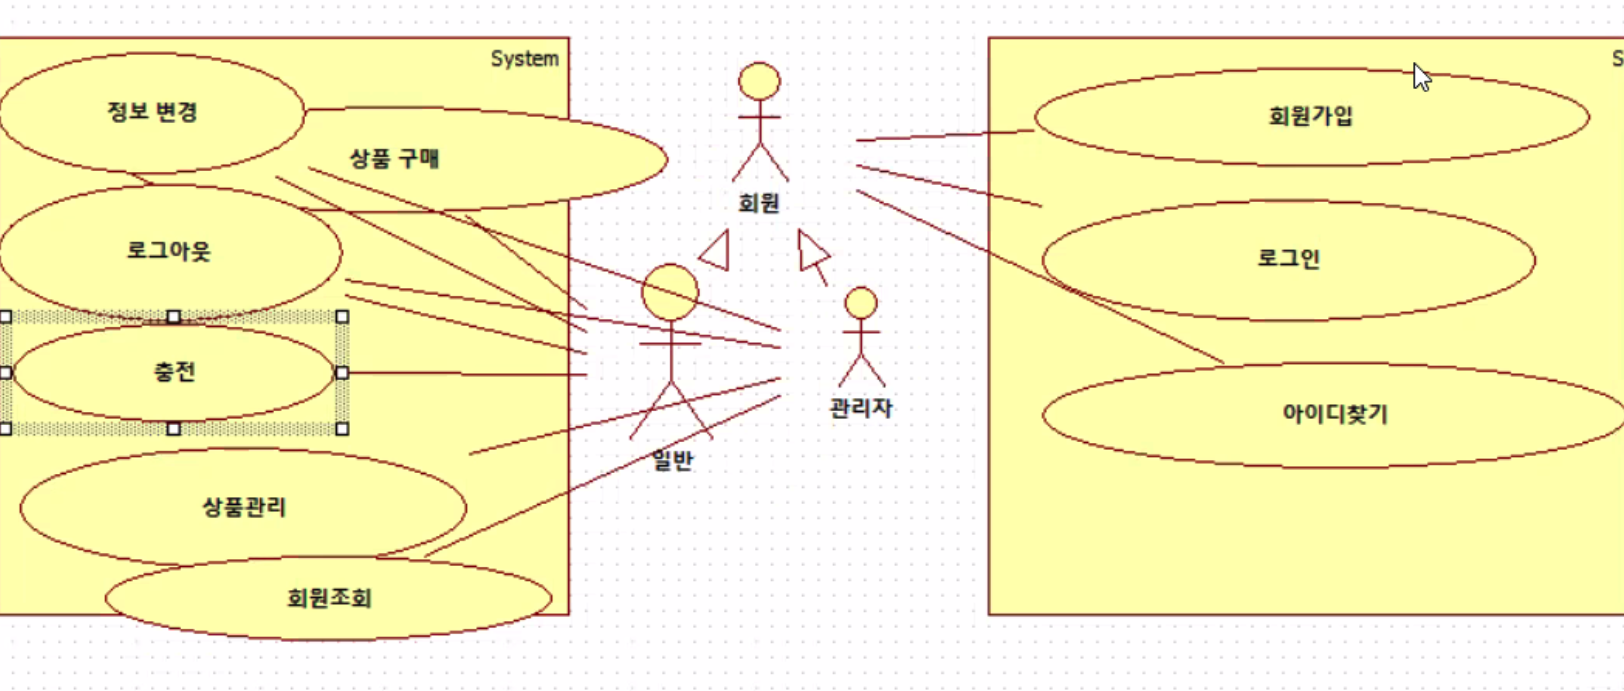 System
정보 변경
상품 구매
로그아웃
충전
상품관리
회원조회
회원
일반
관리자
S
회원가입
로그인
아이디찾기